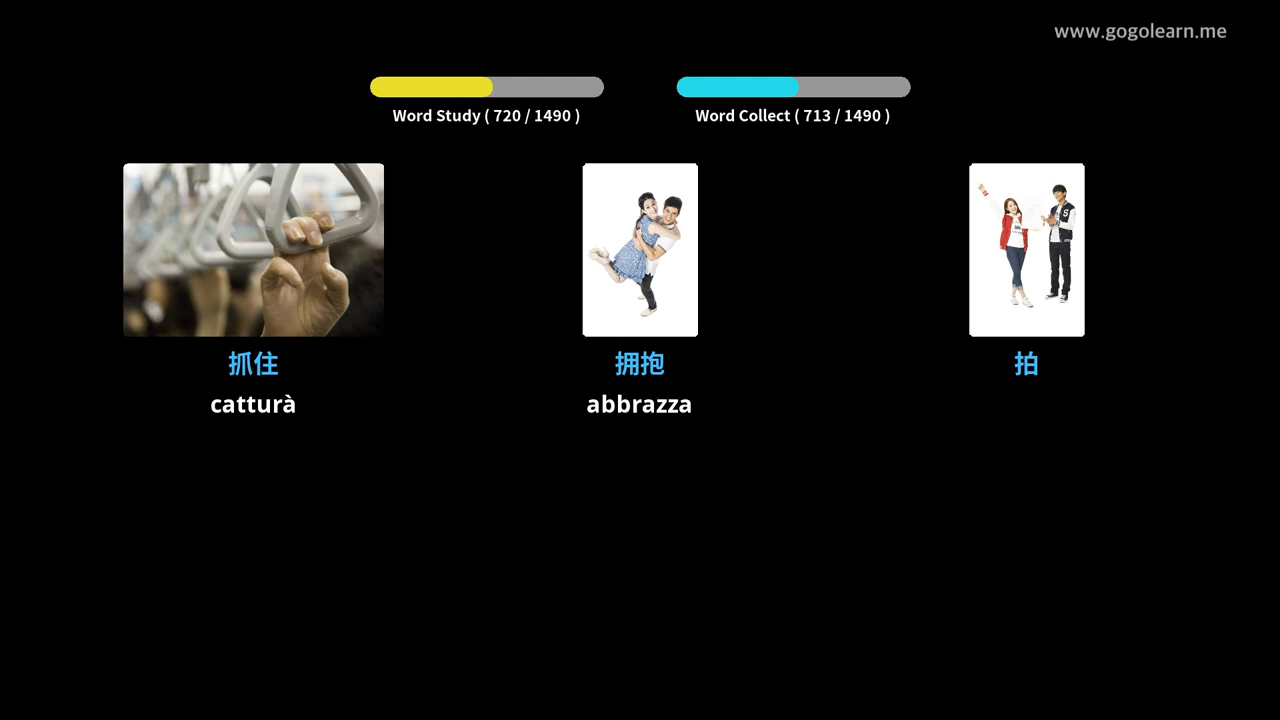 www.gogolearn.me
Word Study ( 720 / 1490 )
Word Collect ( 713 / 1490 )
抓住
拥抱
拍
catturà
abbrazza